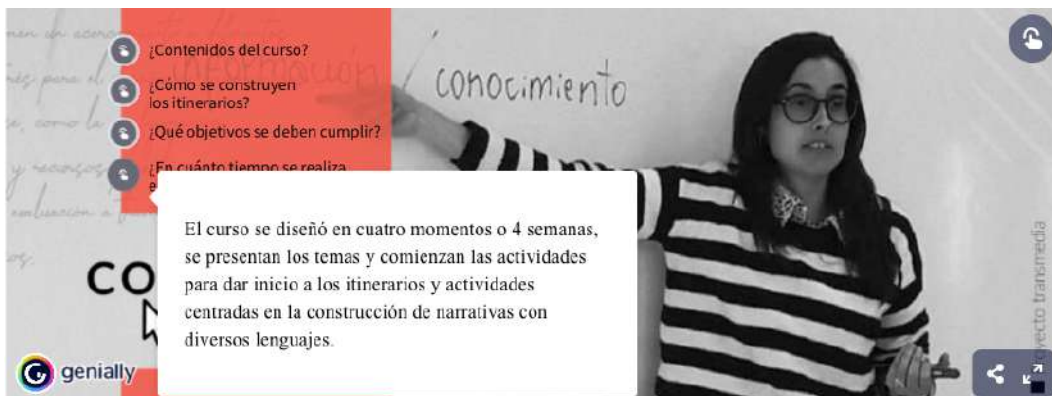 información
conocimiento
¿Contenidos del curso?
¿Cómo se construyen
los itinerarios?
¿Qué objetivos se deben cumplir?
¿En cuánto tiempo se realiza
El curso se diseñó en cuatro momentos o 4 semanas,
se presentan los temas y comienzan las actividades
para dar inicio a los itinerarios y actividades
centradas en la construcción de narrativas con
diversos lenguajes.
CO
genially
oyecto transmedia